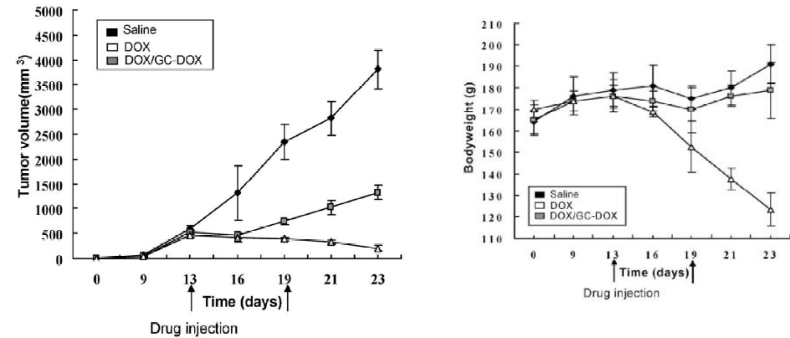 5000
4500
4000
3500
3000
2500
2000
1500
1000
500
0
Tumor volume(mm 3)
Saline
DOX
DOX/GC-DOX
0 9 13 16 19 21 23
Time (days)
Drug injection
210
200
190
180
170
160
150
140
130
120
110
Bodyweight (g)
Saline
DOX
DOX/GC-DOX
0 9 13 16 19 21 23
Time (days)
Drug injection